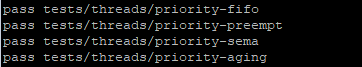 pass tests/threads/priority-fifo
pass tests/threads/priority-preempt
pass tests/threads/priority-sema
pass tests/threads/priority-aging